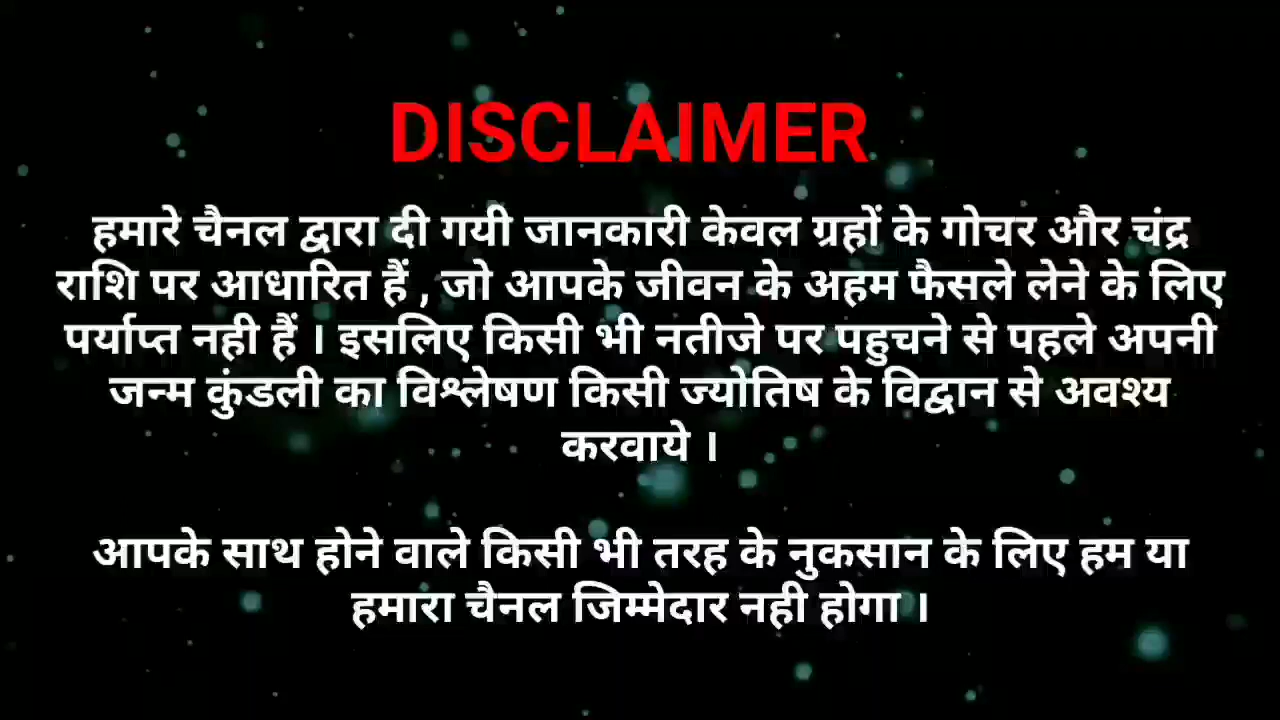 DISCLAIMER
हमारे चैनल द्वारा दी गयी जानकारी केवल ग्रहों के गोचर और चंद्र
राशि पर आधारित हैं , जो आपके जीवन के अहम फैसले लेने के लिए
पर्याप्त नही हैं । इसलिए किसी भी नतीजे पर पहुचने से पहले अपनी
जन्म कुंडली का विश्लेषण किसी ज्योतिष के विद्वान से अवश्य
करवाये ।
आपके साथ होने वाले किसी भी तरह के नुकसान के लिए हम या
हमारा चैनल जिम्मेदार नही होगा ।